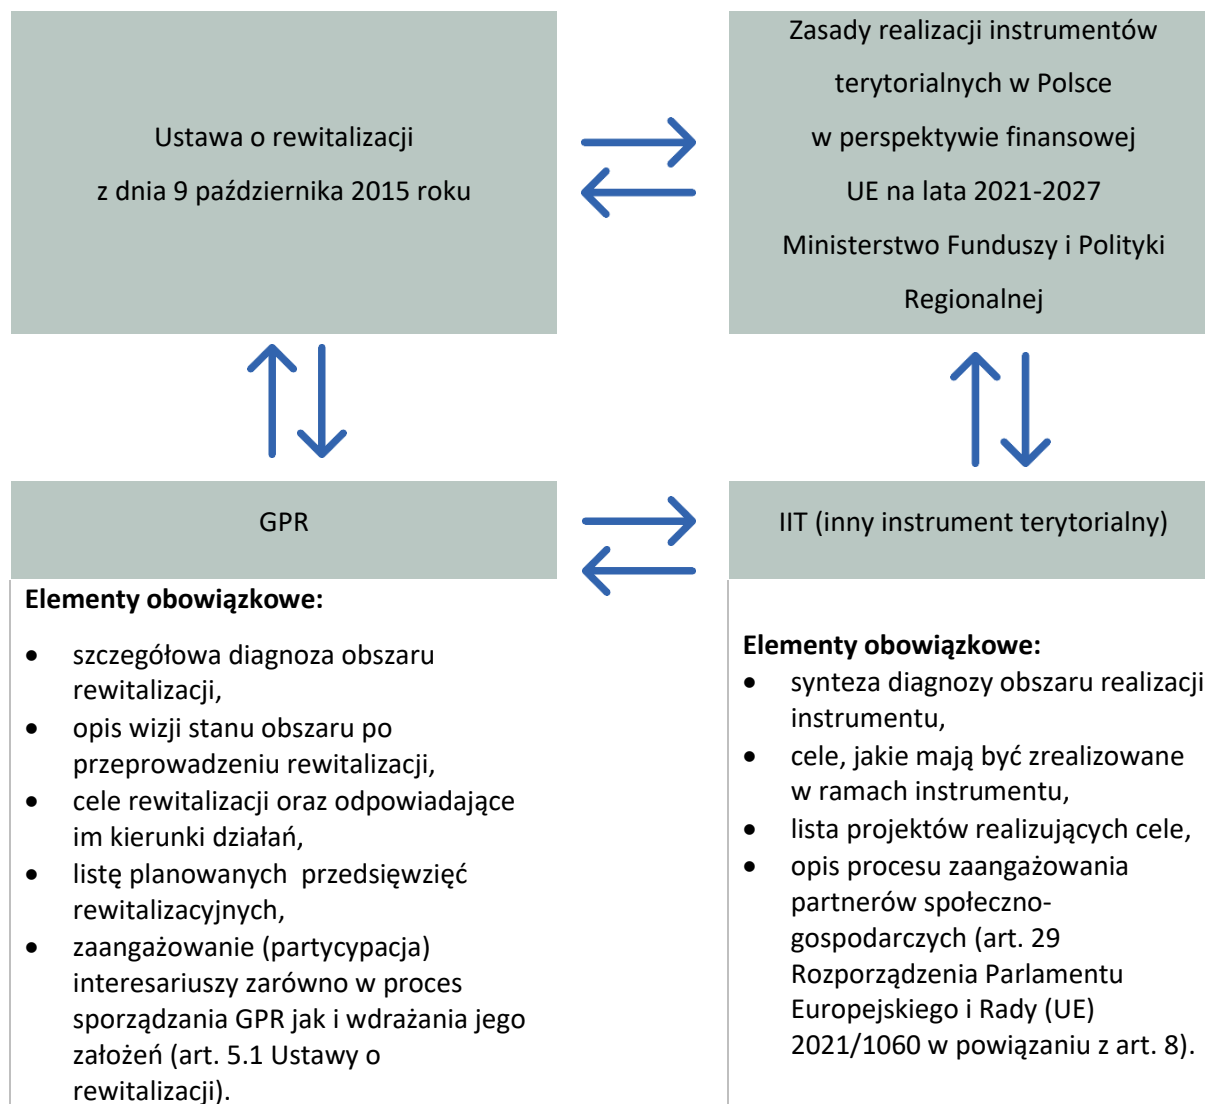 Ustawa o rewitalizacji
z dnia 9 października 2015 roku
Zasady realizacji instrumentów
terytorialnych w Polsce
w perspektywie finansowej
UE na lata 2021-2027
Ministerstwo Funduszy i Polityki
Regionalnej
GPR
IIT (inny instrument terytorialny)
Elementy obowiązkowe:
• szczegółowa diagnoza obszaru
rewitalizacji,
• opis wizji stanu obszaru po
przeprowadzeniu rewitalizacji,
• cele rewitalizacji oraz odpowiadające
im kierunki działań,
• listę planowanych przedsięwzięć
rewitalizacyjnych,
• zaangażowanie (partycypacja)
interesariuszy zarówno w proces
sporządzania GPR jak i wdrażania jego
założeń (art. 5.1 Ustawy o
rewitalizacji).
Elementy obowiązkowe:
• synteza diagnozy obszaru realizacji
instrumentu,
• cele, jakie mają być zrealizowane
w ramach instrumentu,
• lista projektów realizujących cele,
• opis procesu zaangażowania
partnerów społeczno-
gospodarczych (art. 29
Rozporządzenia Parlamentu
Europejskiego i Rady (UE)
2021/1060 w powiązaniu z art. 8).